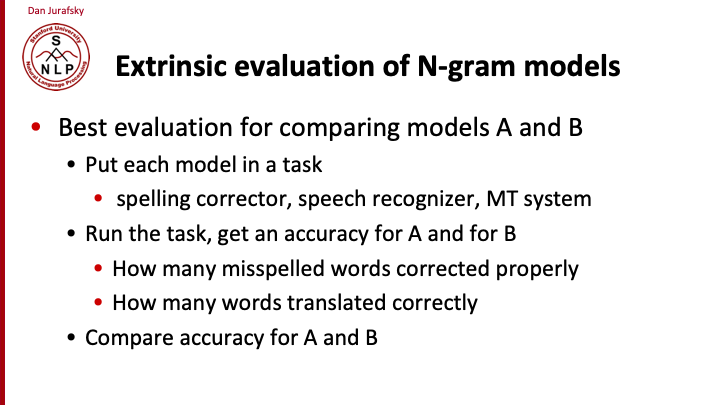 Dan Jurafsky
Stanford University
S
N L P
Natural Language Processing
Extrinsic evaluation of N-gram models
• Best evaluation for comparing models A and B
• Put each model in a task
• spelling corrector, speech recognizer, MT system
• Run the task, get an accuracy for A and for B
• How many misspelled words corrected properly
• How many words translated correctly
• Compare accuracy for A and B